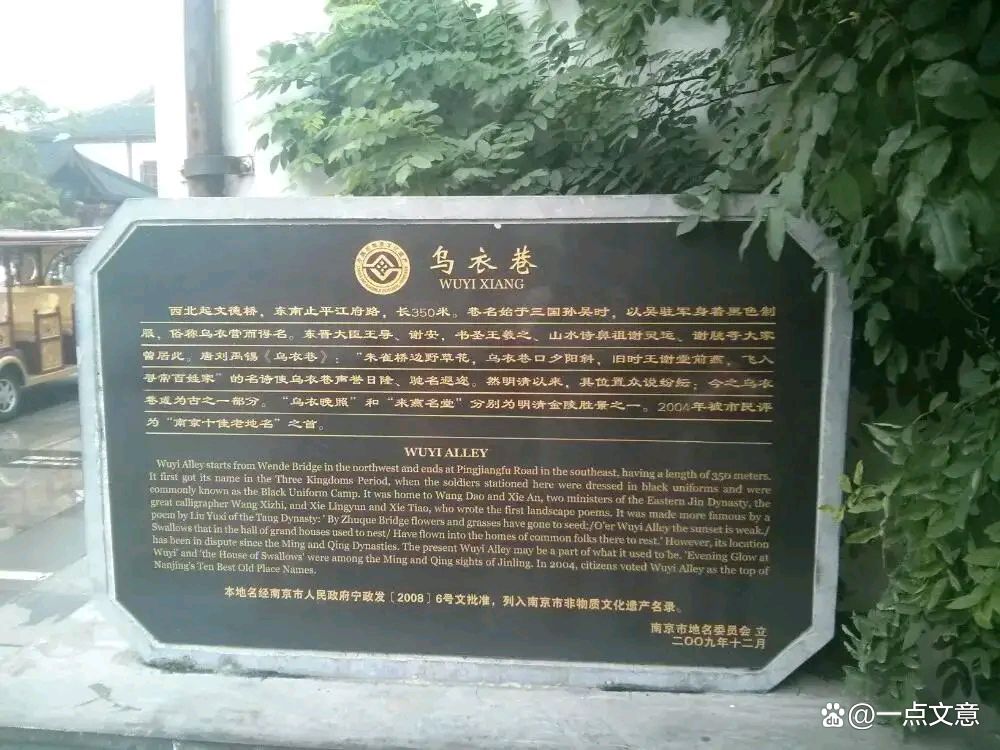 乌衣巷
WUYI XIANG
西北起文德桥，东南止平江府路，长350米。巷名始于三国孙吴时，以吴驻军身着黑色制
服，俗称乌衣营而得名。东晋大臣王导、谢安，书圣王羲之、山水诗鼻祖谢灵运、谢朓等大家
曾居此。唐刘禹锡《乌衣巷》：“朱雀桥边野草花，乌衣巷口夕阳斜，旧时王谢堂前燕，飞入
寻常百姓家”的名诗使乌衣巷声誉日隆、驰名遐迩。然明清以来，其位置众说纷纭；今之乌衣
巷或为古之一部分。“乌衣晚照”和“来燕名堂”分别为明清金陵胜景之一。2004年被市民评
为“南京十佳老地名”之首。
WUYI ALLEY
Wuyi Alley starts from Wende Bridge in the northwest and ends at Pingjiangfu Road in the southeast, having a length of 350 meters.
It first got its name in the Three Kingdoms Period, when the soldiers stationed here were dressed in black uniforms and were
commonly known as the Black Uniform Camp. It was home to Wang Dao and Xie An, two ministers of the Eastern Jin Dynasty, the
great calligrapher Wang Xizhi, and Xie Lingyun and Xie Tiao, who wrote the first landscape poems. It was made more famous by a
poem by Liu Yuxi of the Tang Dynasty: ' By Zhuque Bridge flowers and grasses have gone to seed;/O'er Wuyi Alley the sunset is weak./
Swallows that in the hall of grand houses used to nest/ Have flown into the homes of common folks there to rest.' However, its location
has been in dispute since the Ming and Qing Dynasties. The present Wuyi Alley may be a part of what it used to be. 'Evening Glow at
Wuyi' and 'the House of Swallows' were among the Ming and Qing sights of Jinling. In 2004, citizens voted Wuyi Alley as the top of
Nanjing's Ten Best Old Place Names.
本地名经南京市人民政府宁政发〔2008〕6号文批准，列入南京市非物质文化遗产名录。
南京市地名委员会 立
二〇〇九年十二月
@一点文意